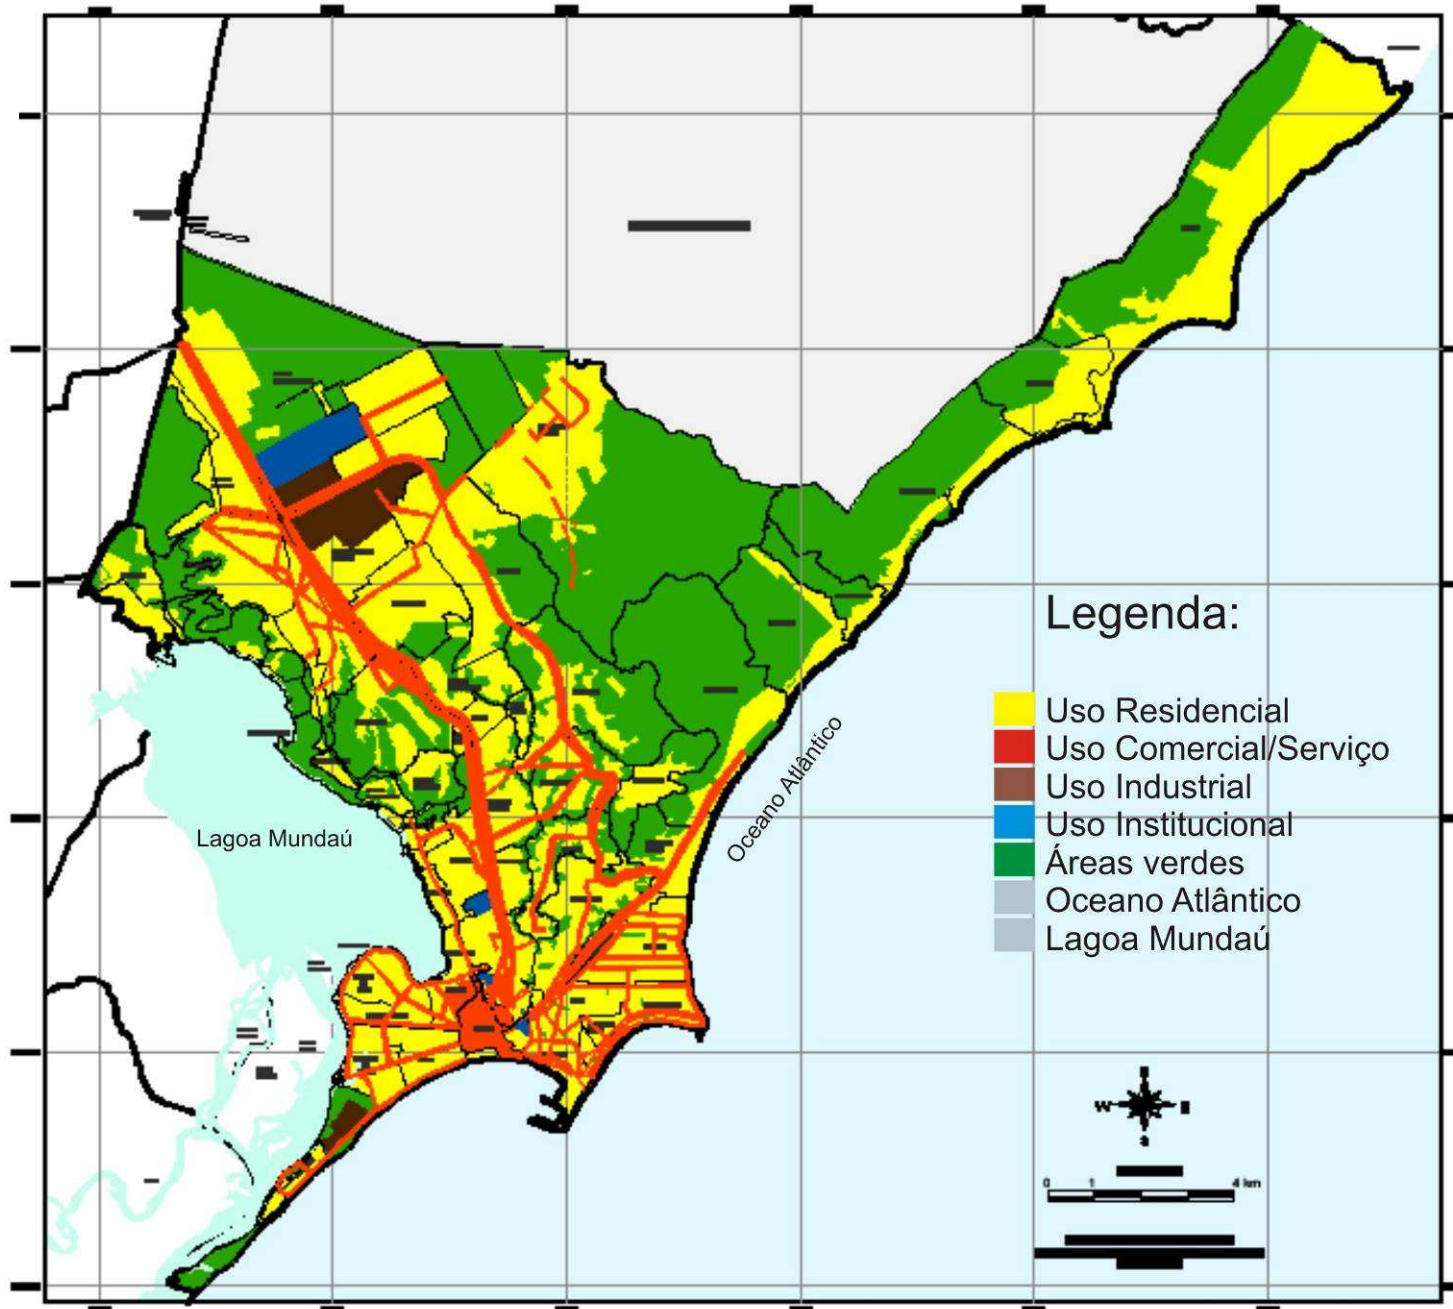 Legenda:
Uso Residencial
Uso Comercial/Serviço
Uso Industrial
Uso Institucional
Áreas verdes
Oceano Atlântico
Lagoa Mundaú
Lagoa Mundaú
Oceano Atlântico
W
0 1 4 km